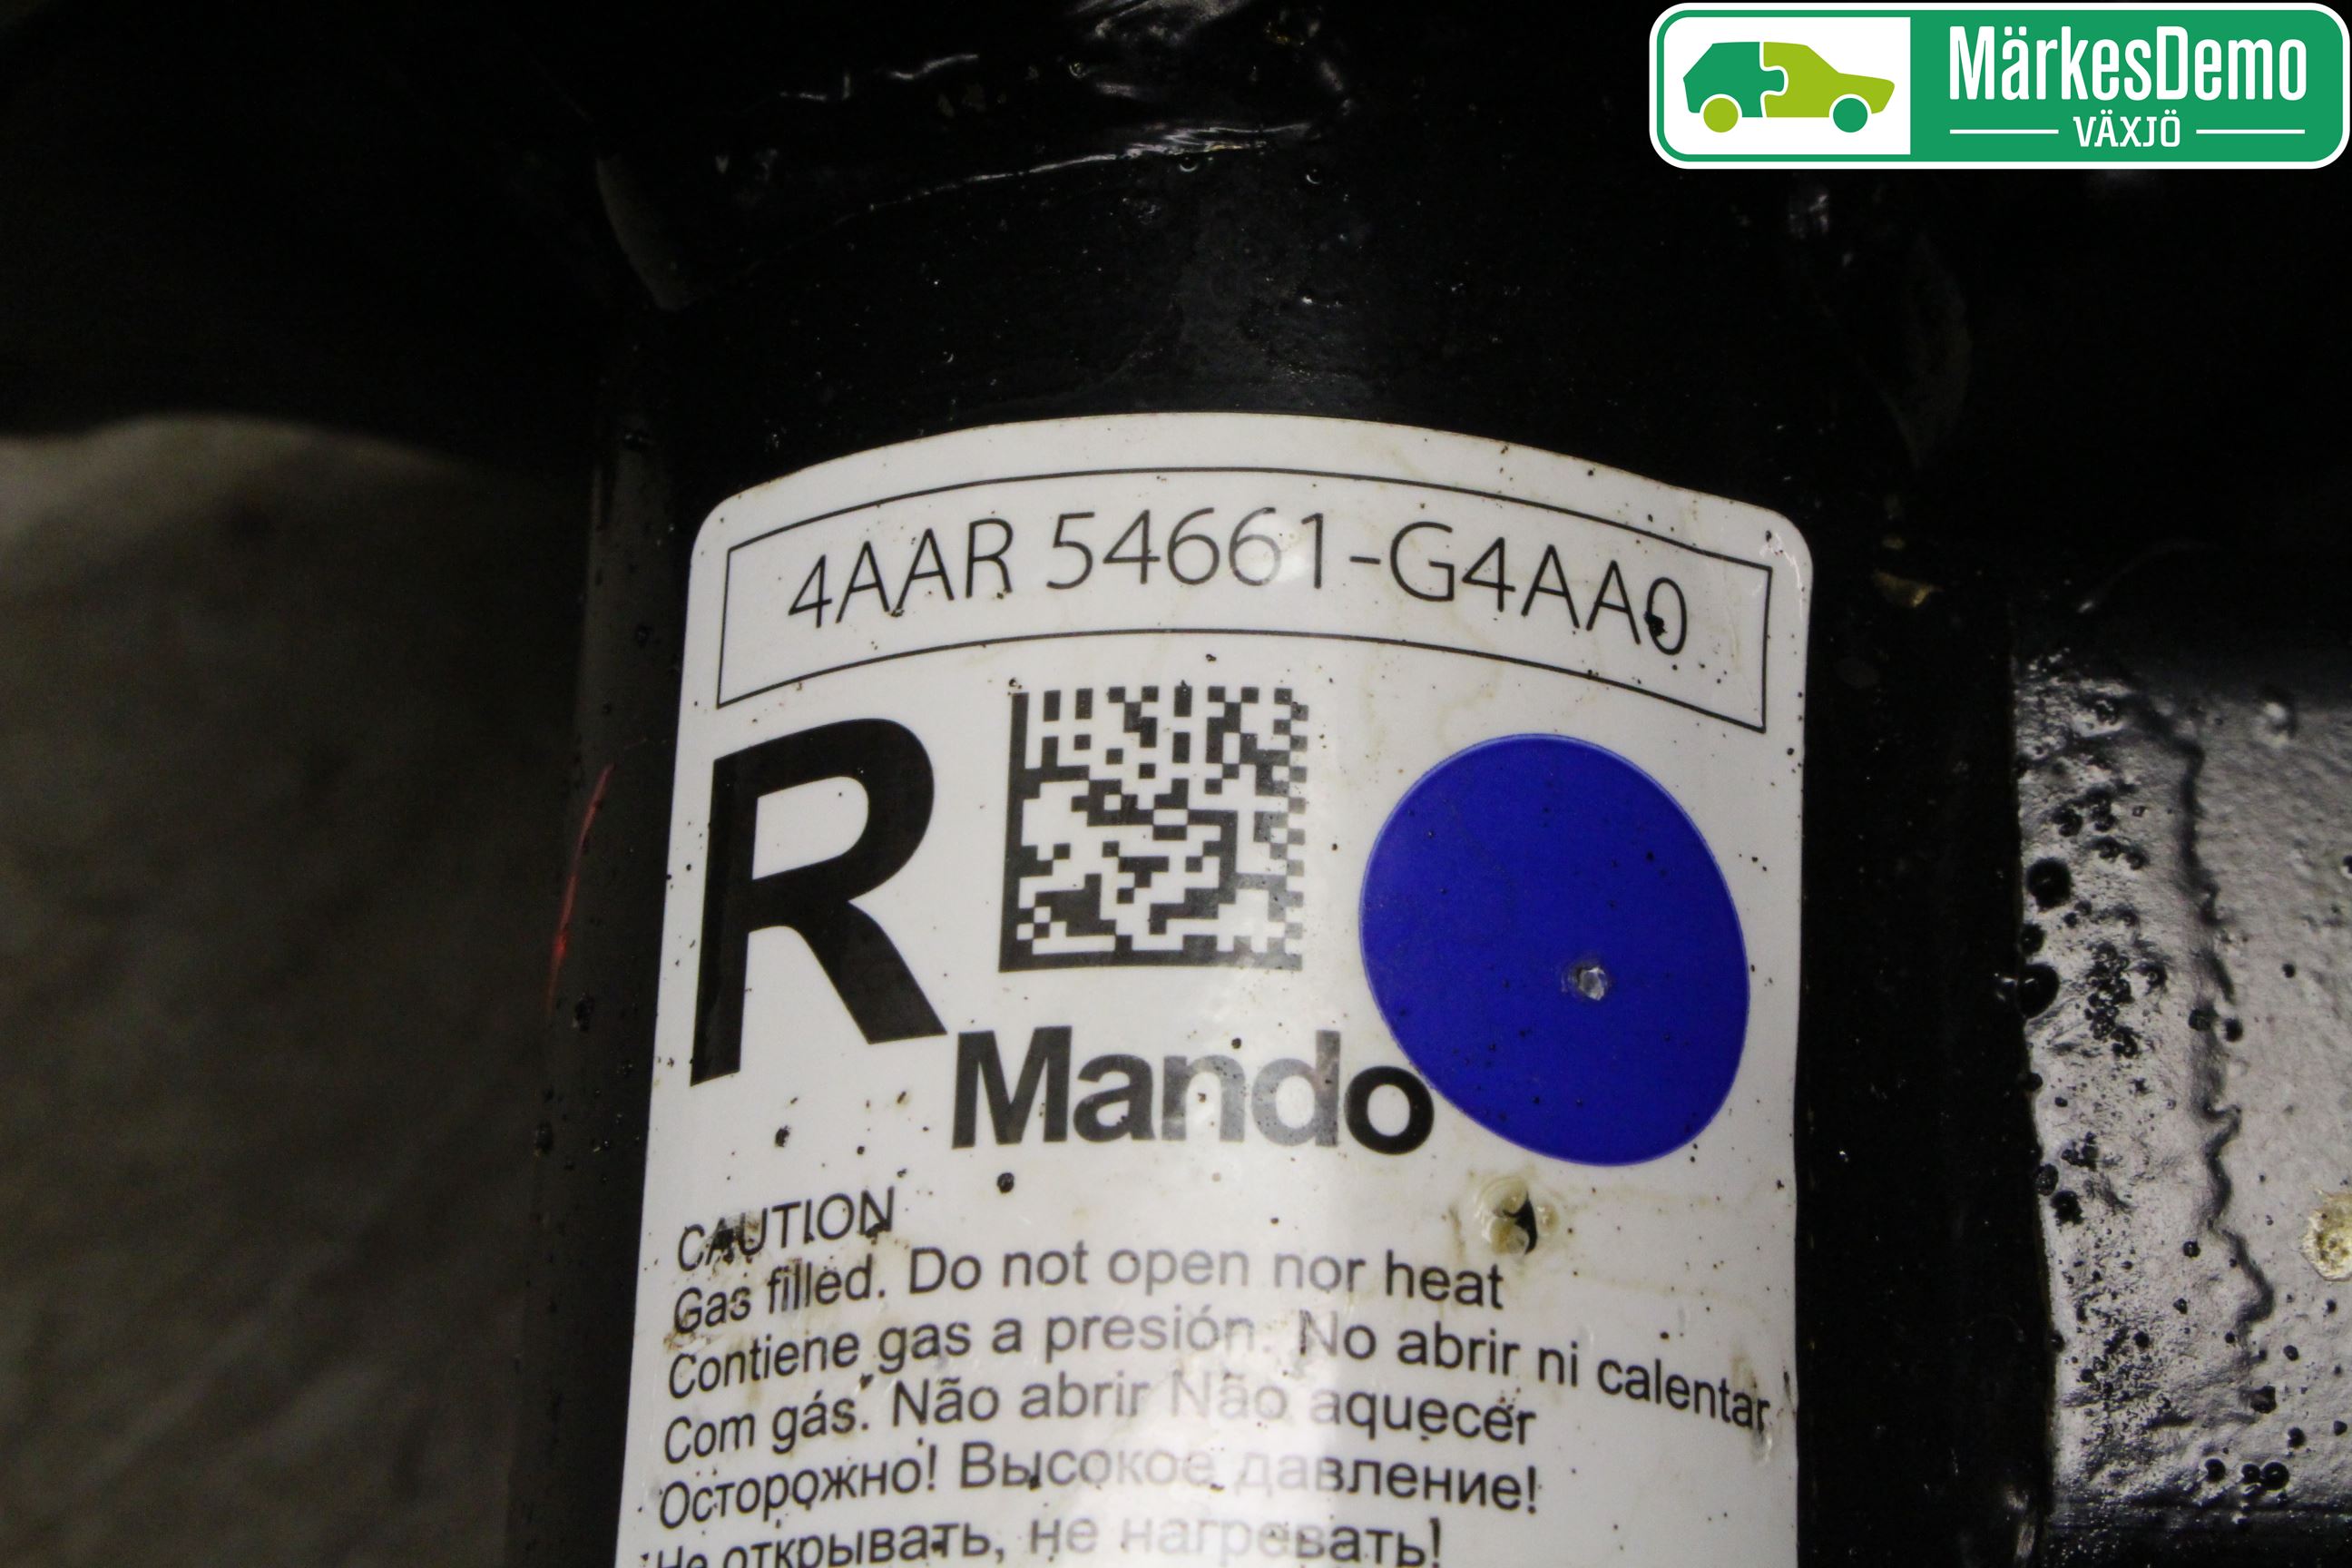 MärkesDemo
VÄXJÖ
4AAR 54661-G4AA0
R
Mando
CAUTION
Gas filled. Do not open nor heat
Contiene gas a presión. No abrir ni calentar
Com gás. Não abrir Não aquecer
Осторожно! Высокое давление!
Не открывать, не нагревать!